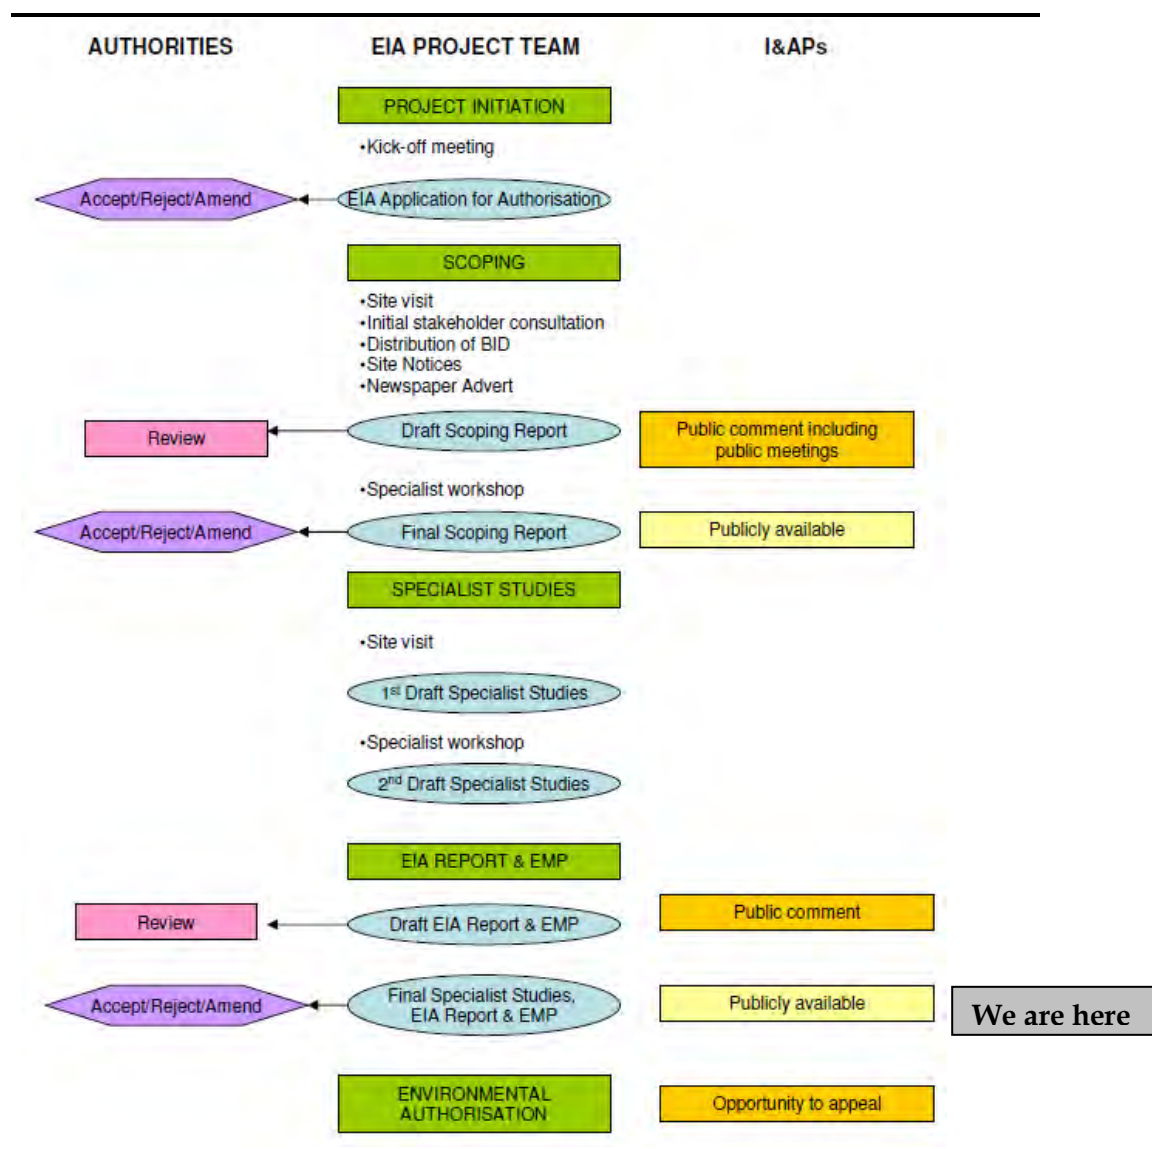 AUTHORITIES EIA PROJECT TEAM I&APs
PROJECT INITIATION
•Kick-off meeting
Accept/Reject/Amend EIA Application for Authorisation
SCOPING
•Site visit
•Initial stakeholder consultation
•Distribution of BID
•Site Notices
•Newspaper Advert
Review Draft Scoping Report Public comment including
public meetings
•Specialist workshop
Accept/Reject/Amend Final Scoping Report Publicly available
SPECIALIST STUDIES
•Site visit
1st Draft Specialist Studies
•Specialist workshop
2nd Draft Specialist Studies
EIA REPORT & EMP
Review Draft EIA Report & EMP Public comment
Accept/Reject/Amend Final Specialist Studies, Publicly available We are here
EIA Report & EMP
ENVIRONMENTAL Opportunity to appeal
AUTHORISATION